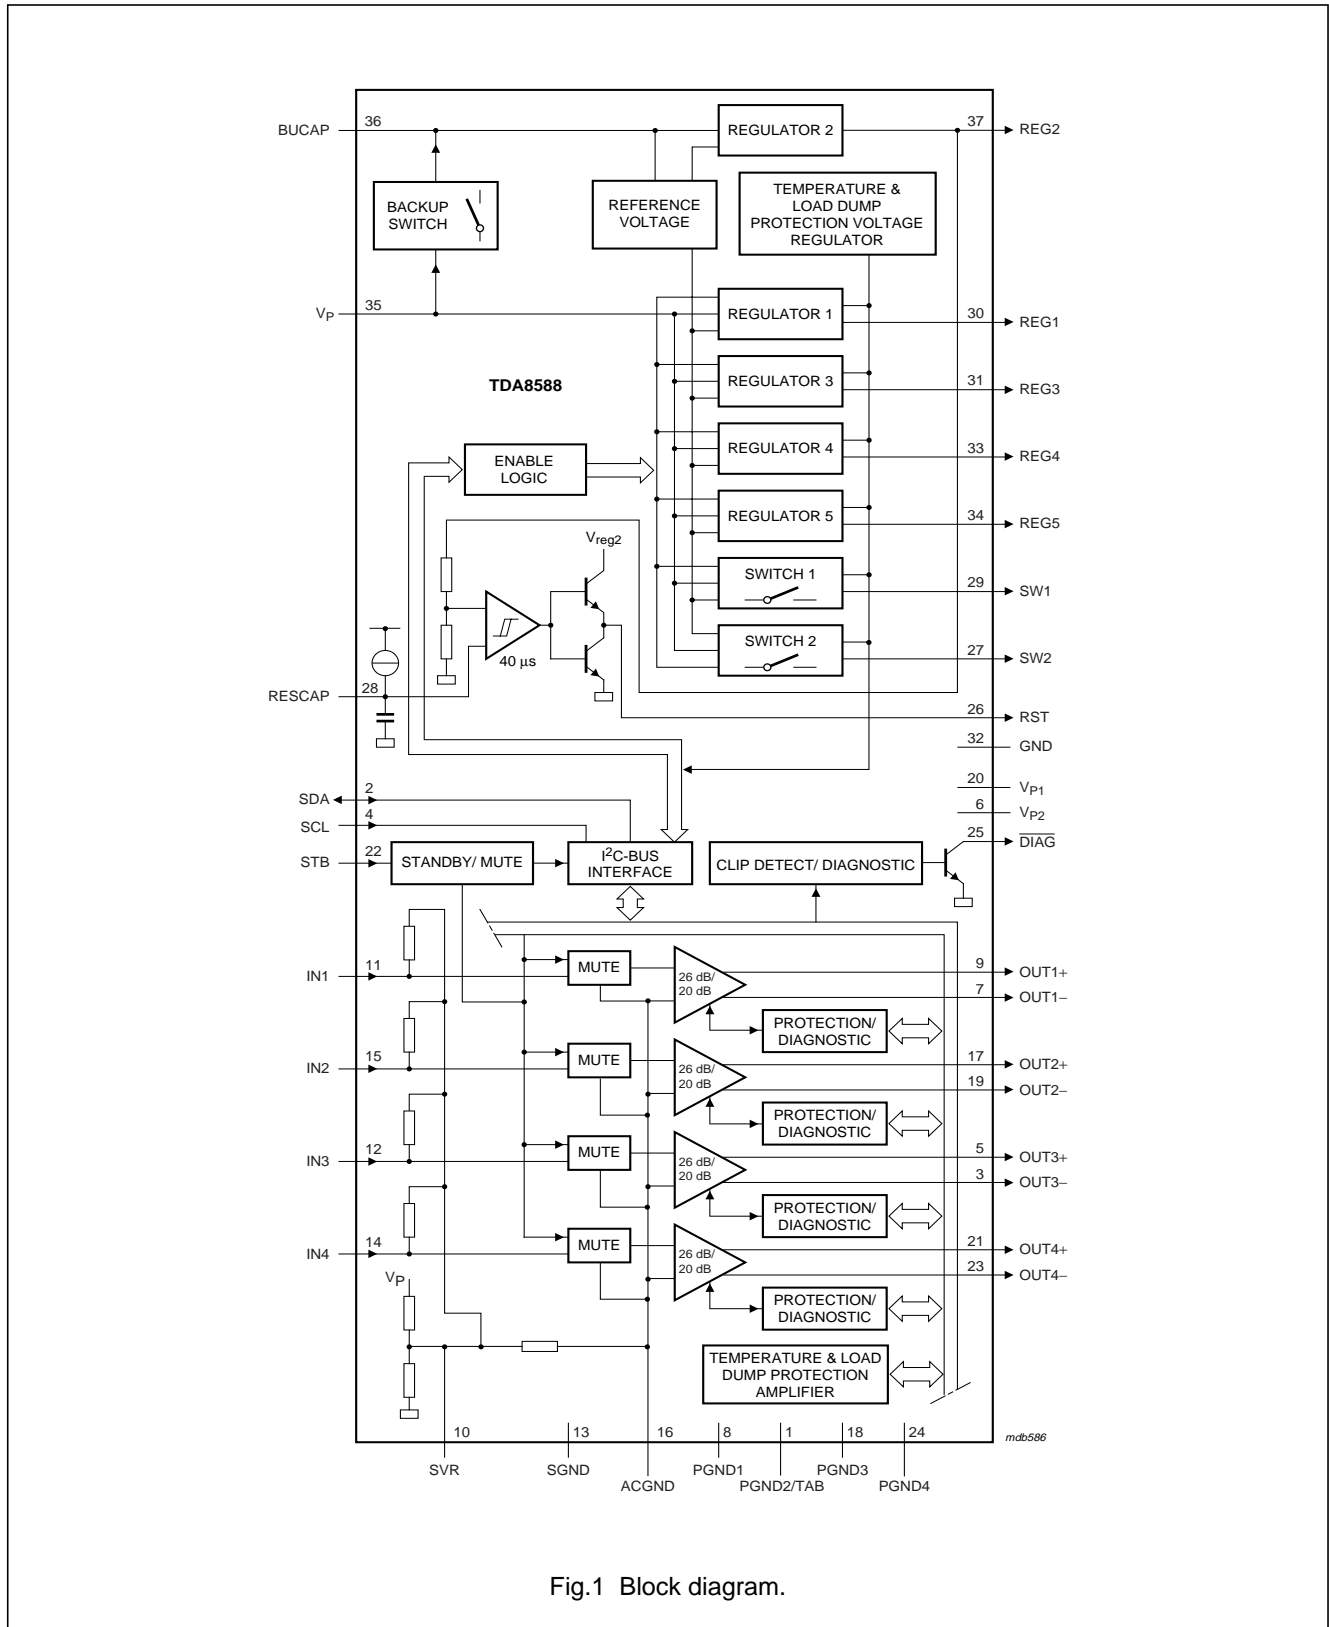 BUCAP 36
REGULATOR 2
37 REG2
BACKUP
SWITCH
REFERENCE
VOLTAGE
TEMPERATURE &
LOAD DUMP
PROTECTION VOLTAGE
REGULATOR
VP 35
REGULATOR 1
30 REG1
TDA8588
REGULATOR 3
31 REG3
ENABLE
LOGIC
REGULATOR 4
33 REG4
REGULATOR 5
34 REG5
Vreg2
SWITCH 1
29 SW1
40 μs
SWITCH 2
27 SW2
RESCAP 28
26 RST
32 GND
20 VP1
6 VP2
SDA 2
SCL 4
STB 22
STANDBY/ MUTE
I2C-BUS
INTERFACE
CLIP DETECT/ DIAGNOSTIC
25 DIAG
IN1 11
MUTE
26 dB/
20 dB
9 OUT1+
7 OUT1−
PROTECTION/
DIAGNOSTIC
IN2 15
MUTE
26 dB/
20 dB
17 OUT2+
19 OUT2−
PROTECTION/
DIAGNOSTIC
IN3 12
MUTE
26 dB/
20 dB
5 OUT3+
3 OUT3−
PROTECTION/
DIAGNOSTIC
IN4 14
MUTE
26 dB/
20 dB
21 OUT4+
23 OUT4−
PROTECTION/
DIAGNOSTIC
VP
TEMPERATURE & LOAD
DUMP PROTECTION
AMPLIFIER
10 13 16 8 1 18 24
mdb586
SVR SGND ACGND PGND1 PGND2/TAB PGND3 PGND4
Fig.1 Block diagram.